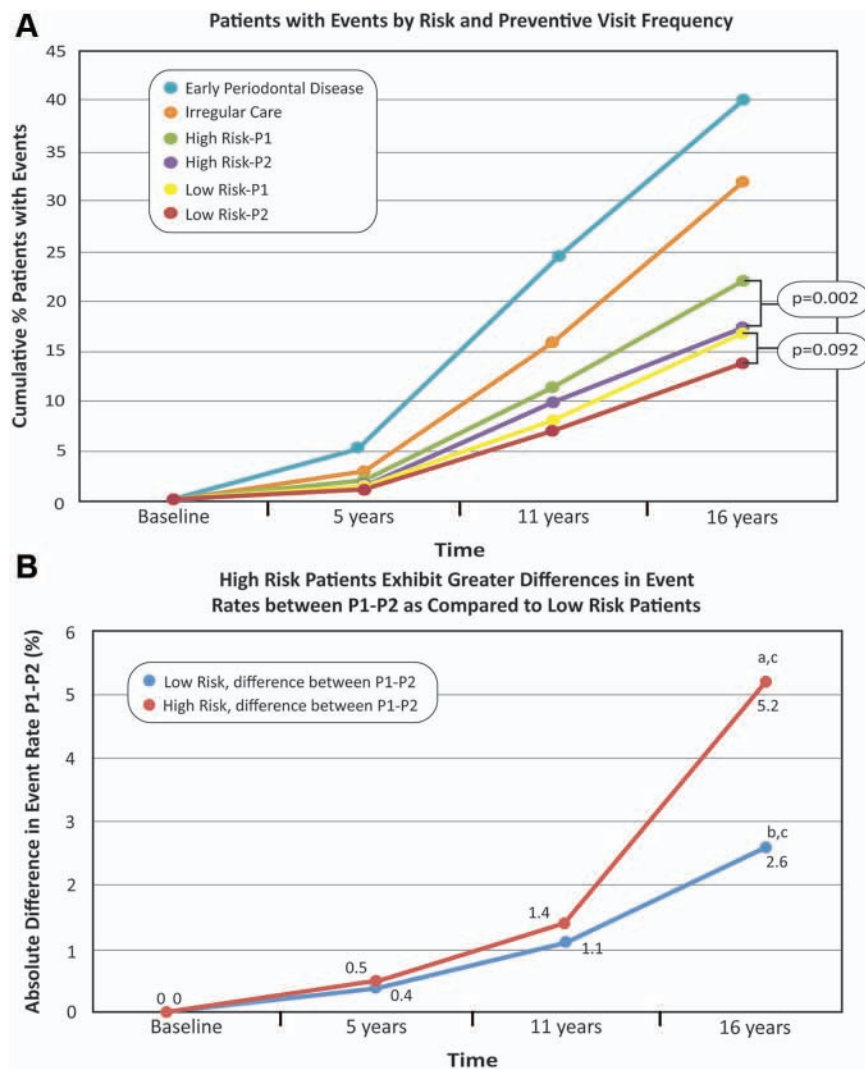 A
Patients with Events by Risk and Preventive Visit Frequency
Cumulative % Patients with Events
45
40
35
30
25
20
15
10
5
0
Early Periodontal Disease
Irregular Care
High Risk-P1
High Risk-P2
Low Risk-P1
Low Risk-P2
p=0.002
p=0.092
Baseline
5 years
11 years
16 years
Time
B
High Risk Patients Exhibit Greater Differences in Event
Rates between P1-P2 as Compared to Low Risk Patients
Absolute Difference in Event Rate P1-P2 (%)
6
5
4
3
2
1
0
Low Risk, difference between P1-P2
High Risk, difference between P1-P2
a,c
5.2
b,c
2.6
1.4
1.1
0.5
0.4
0 0
Baseline
5 years
11 years
16 years
Time